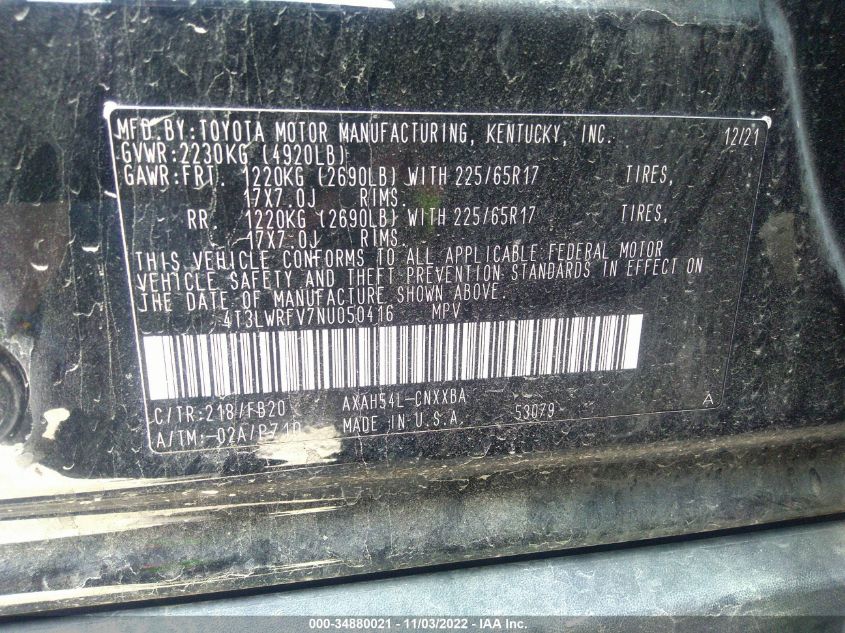 MFD.BY:TOYOTA MOTOR MANUFACTURING, KENTUCKY, INC. 12/21
GVWR:2230KG (4920LB)
GAWR:FRT. 1220KG (2690LB) WITH 225/65R17 TIRES,
17X7.0J RIMS.
RR. 1220KG (2690LB) WITH 225/65R17 TIRES,
17X7.0J RIMS.
THIS VEHICLE CONFORMS TO ALL APPLICABLE FEDERAL MOTOR
VEHICLE SAFETY AND THEFT PREVENTION STANDARDS IN EFFECT ON
THE DATE OF MANUFACTURE SHOWN ABOVE.
4T3LWRFV7NU050416 MPV
C/TR:218/FB20 AXAH54L-CNXXBA A
A/TM:-02A/P710 MADE IN U.S.A. 53079
000-34880021 - 11/03/2022 - IAA Inc.